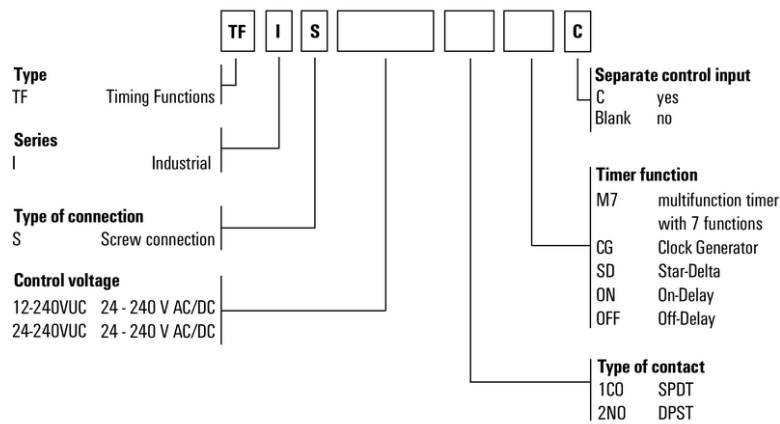 TF I S C
Type
TF Timing Functions
Series
I Industrial
Type of connection
S Screw connection
Control voltage
12-240VUC 24 - 240 V AC/DC
24-240VUC 24 - 240 V AC/DC
Separate control input
C yes
Blank no
Timer function
M7 multifunction timer
with 7 functions
CG Clock Generator
SD Star-Delta
ON On-Delay
OFF Off-Delay
Type of contact
1CO SPDT
2NO DPST